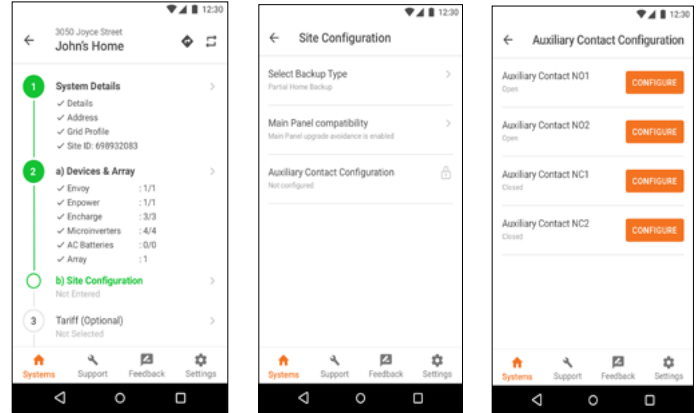 12:30
3050 Joyce Street
John's Home
1
System Details
✓ Details
✓ Address
✓ Grid Profile
✓ Site ID: 698932083
2
a) Devices & Array
✓ Envoy : 1/1
✓ Enpower : 1/1
✓ Encharge : 3/3
✓ Microinverters : 4/4
✓ AC Batteries : 0/0
✓ Array : 1
b) Site Configuration
Not Entered
3
Tariff (Optional)
Not Selected
Systems Support Feedback Settings
12:30
Site Configuration
Select Backup Type
Partial Home Backup
Main Panel compatibility
Main Panel upgrade avoidance is enabled
Auxiliary Contact Configuration
Not configured
Systems Support Feedback Settings
12:30
Auxiliary Contact Configuration
Auxiliary Contact NO1
Open
CONFIGURE
Auxiliary Contact NO2
Open
CONFIGURE
Auxiliary Contact NC1
Closed
CONFIGURE
Auxiliary Contact NC2
Closed
CONFIGURE
Systems Support Feedback Settings